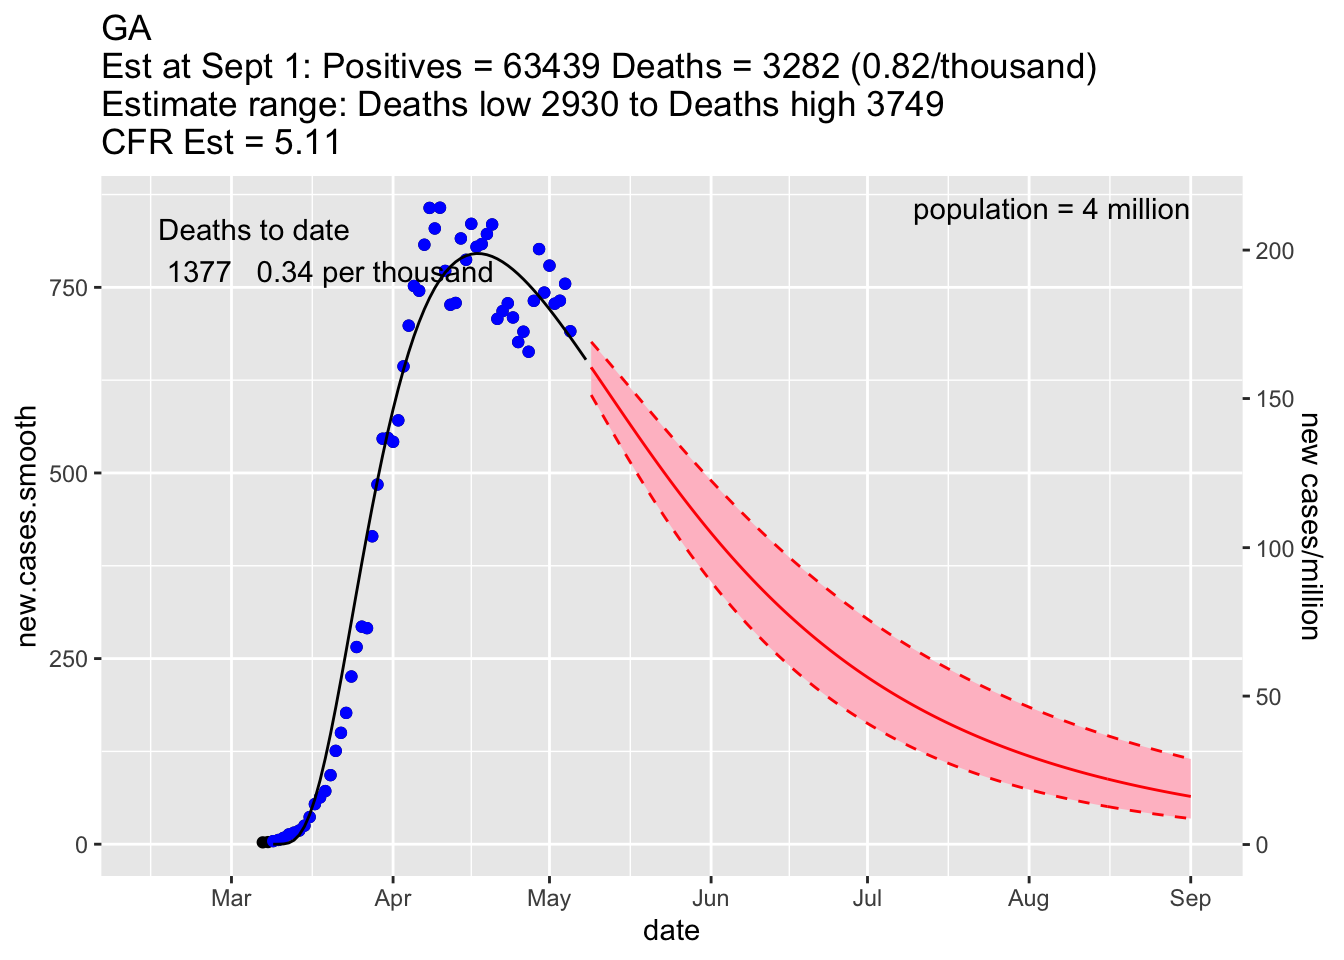 GA
Est at Sept 1: Positives = 63439 Deaths = 3282 (0.82/thousand)
Estimate range: Deaths low 2930 to Deaths high 3749
CFR Est = 5.11
Deaths to date
1377 0.34 per thousand
population = 4 million
new.cases.smooth
750
500
250
0
200
150
100
50
0
new cases/million
Mar Apr May Jun Jul Aug Sep
date